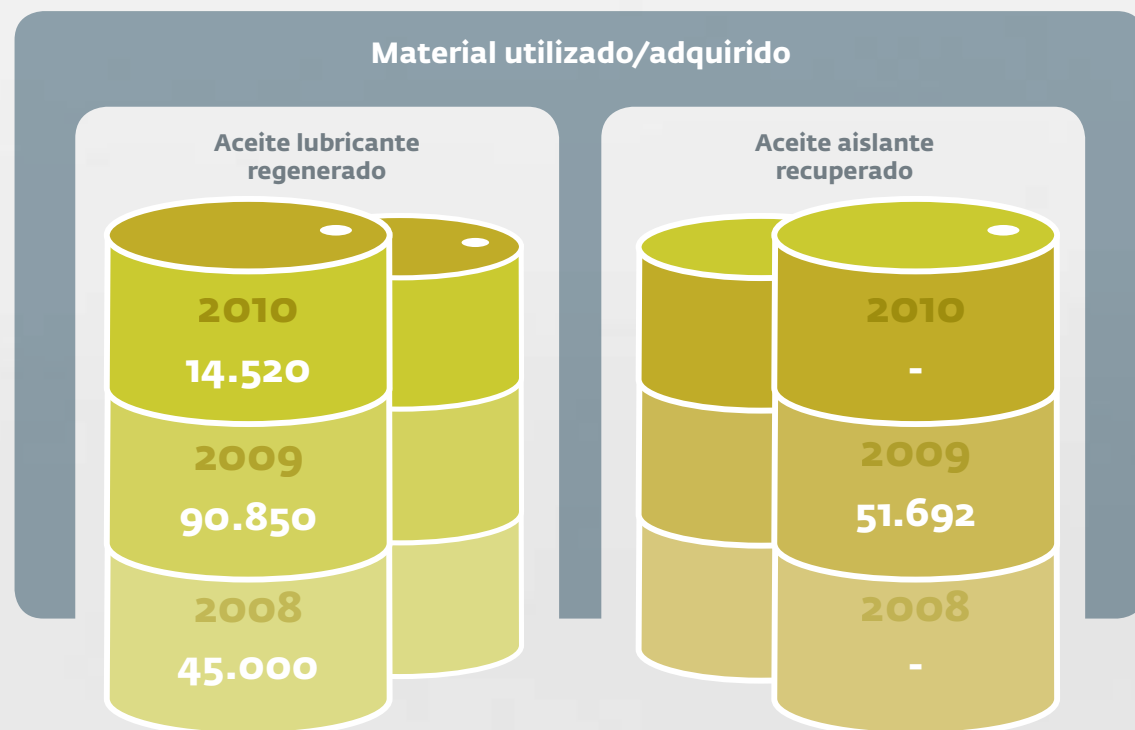 Material utilizado/adquirido
Aceite lubricante
regenerado
2010
14.520
2009
90.850
2008
45.000
Aceite aislante
recuperado
2010
-
2009
51.692
2008
-